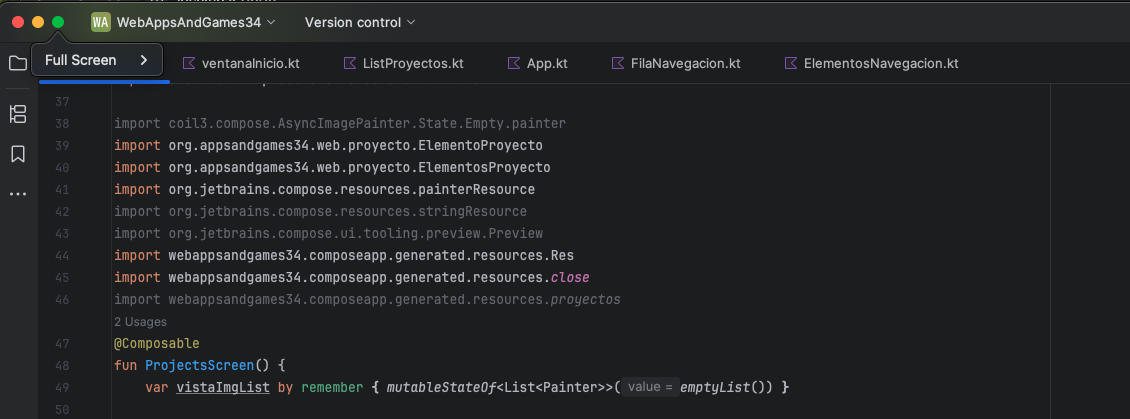 WA WebAppsAndGames34 Version control
Full Screen
ventanaInicio.kt ListProyectos.kt App.kt FilaNavegacion.kt ElementosNavegacion.kt
37
38 import coil3.compose.AsyncImagePainter.State.Empty.painter
39 import org.appsandgames34.web.proyecto.ElementoProyecto
40 import org.appsandgames34.web.proyecto.ElementosProyecto
41 import org.jetbrains.compose.resources.painterResource
42 import org.jetbrains.compose.resources.stringResource
43 import org.jetbrains.compose.ui.tooling.preview.Preview
44 import webappsandgames34.composeapp.generated.resources.Res
45 import webappsandgames34.composeapp.generated.resources.close
46 import webappsandgames34.composeapp.generated.resources.proyectos
2 Usages
47 @Composable
48 fun ProjectsScreen() {
49 var vistaImgList by remember { mutableStateOf<List<Painter>>( value = emptyList()) }
50